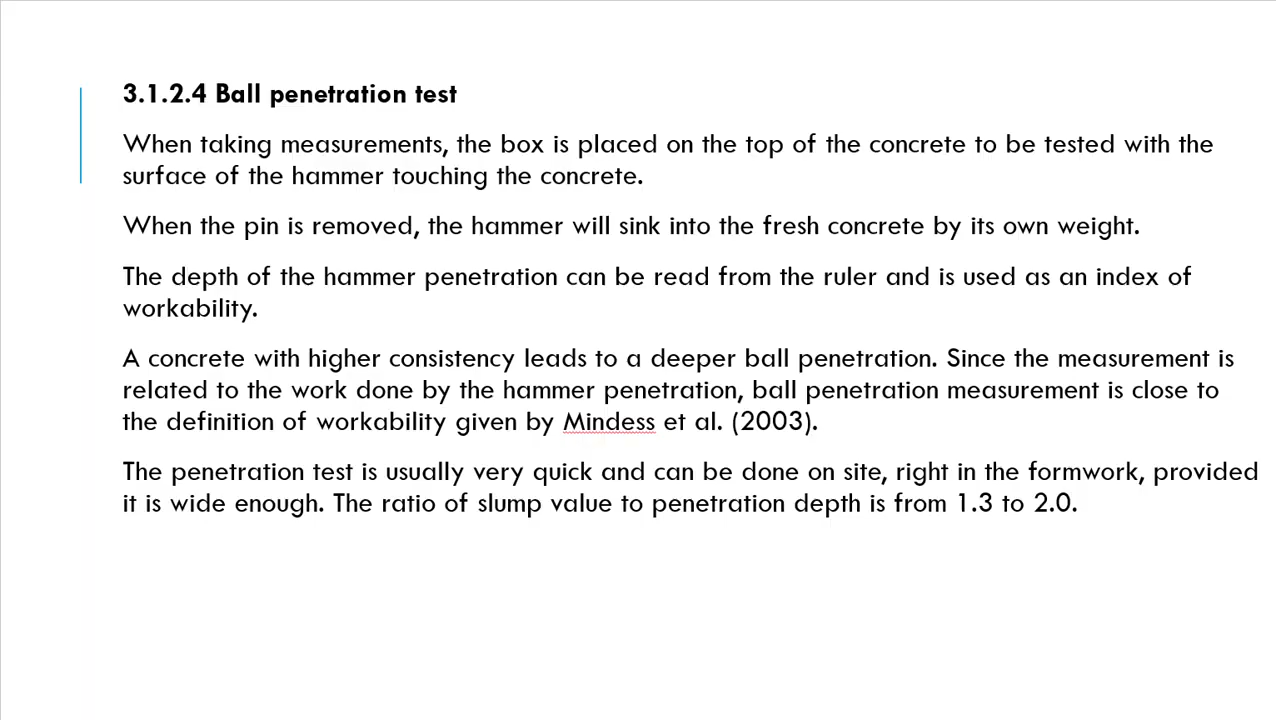 3.1.2.4 Ball penetration test
When taking measurements, the box is placed on the top of the concrete to be tested with the
surface of the hammer touching the concrete.
When the pin is removed, the hammer will sink into the fresh concrete by its own weight.
The depth of the hammer penetration can be read from the ruler and is used as an index of
workability.
A concrete with higher consistency leads to a deeper ball penetration. Since the measurement is
related to the work done by the hammer penetration, ball penetration measurement is close to
the definition of workability given by Mindess et al. (2003).
The penetration test is usually very quick and can be done on site, right in the formwork, provided
it is wide enough. The ratio of slump value to penetration depth is from 1.3 to 2.0.